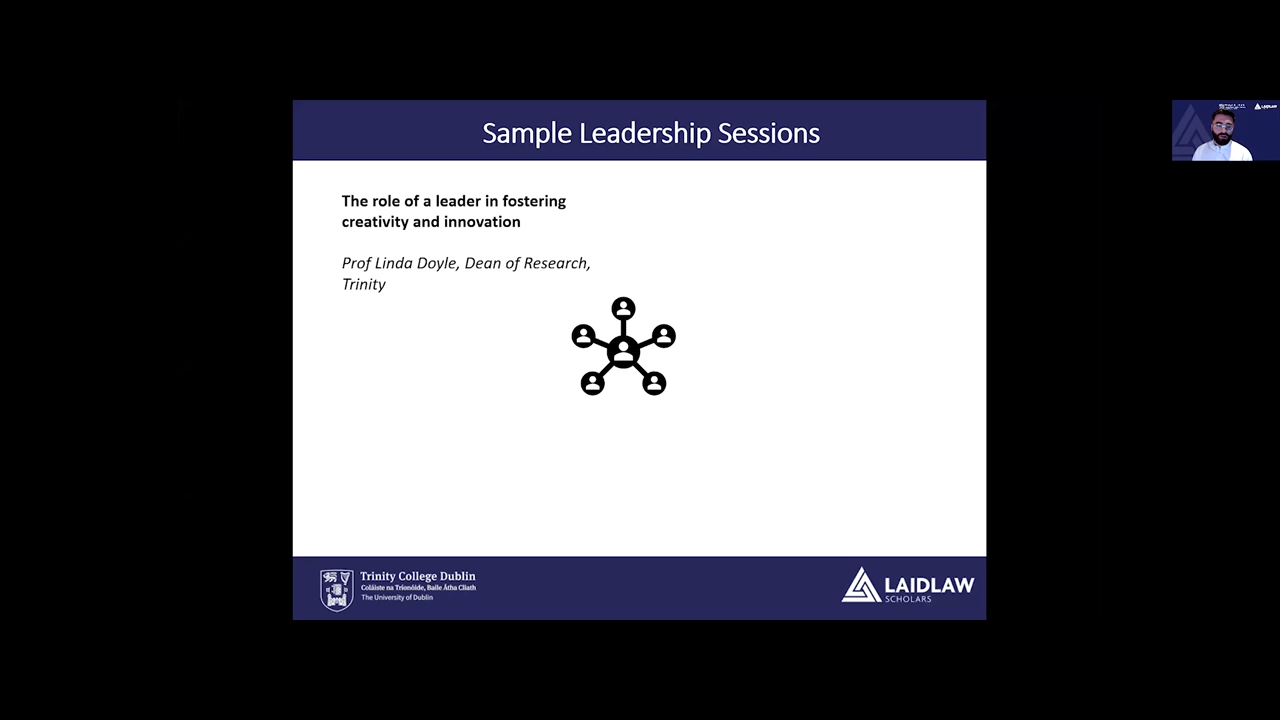 Sample Leadership Sessions
The role of a leader in fostering
creativity and innovation
Prof Linda Doyle, Dean of Research,
Trinity
Trinity College Dublin
Coláiste na Tríonóide, Baile Átha Cliath
The University of Dublin
LAIDLAW
SCHOLARS